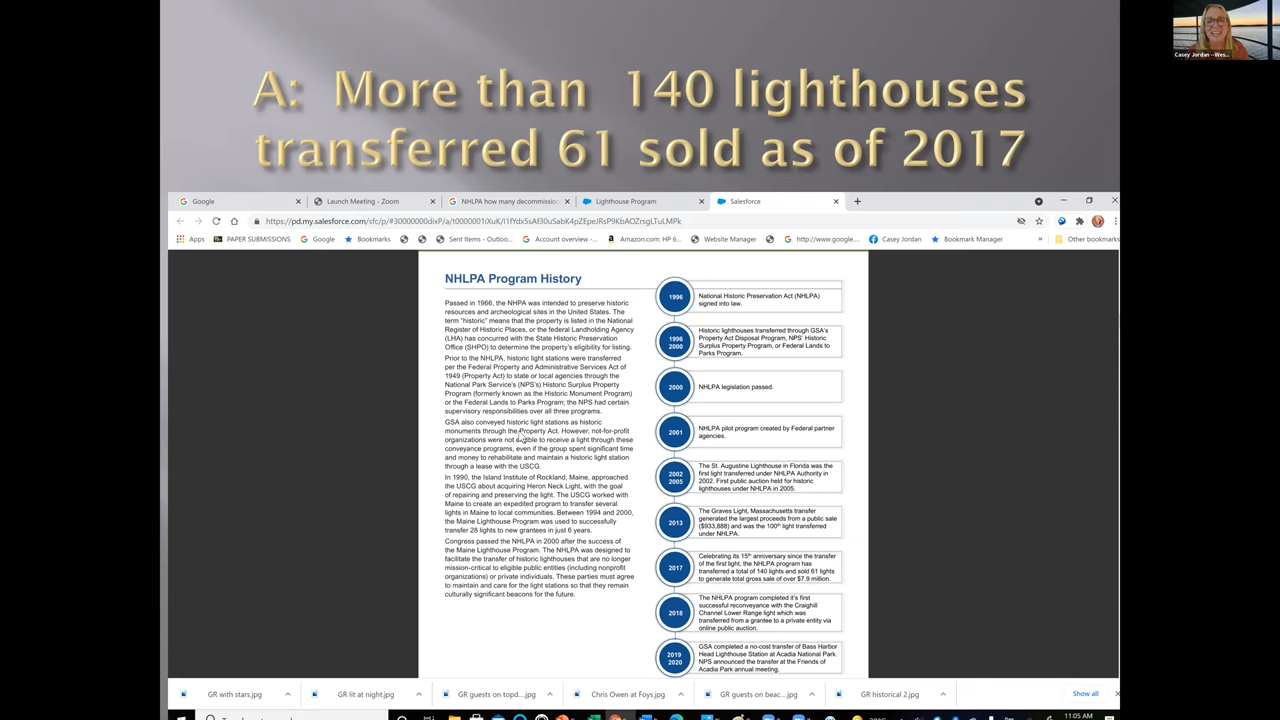 A: More than 140 lighthouses
transferred 61 sold as of 2017
Casey Jordan --Wes...
Google
Launch Meeting - Zoom
NHLPA how many decommission
Lighthouse Program
Salesforce
https://pd.my.salesforce.com/sfc/p/#30000000dixP/a/t0000001iXuK/
Apps
PAPER SUBMISSIONS
Google
Bookmarks
Sent Items - Outloo...
Account overview -...
Amazon.com: HP 6...
Website Manager
http://www.google....
Casey Jordan
Bookmark Manager
Other bookmarks
NHLPA Program History
Passed in 1966, the NHPA was intended to preserve historic
resources and archeological sites in the United States. The
term "historic" means that the property is listed in the National
Register of Historic Places, or the federal Landholding Agency
(LHA) has concurred with the State Historic Preservation
Office (SHPO) to determine the property's eligibility for listing.
Prior to the NHLPA, historic light stations were transferred
per the Federal Property and Administrative Services Act of
1949 (Property Act) to state or local agencies through the
National Park Service's (NPS's) Historic Surplus Property
Program (formerly known as the Historic Monument Program)
or the Federal Lands to Parks Program; the NPS had certain
supervisory responsibilities over all three programs.
GSA also conveyed historic light stations as historic
monuments through the Property Act. However, not-for-profit
organizations were not eligible to receive a light through these
conveyance programs, even if the group spent significant time
and money to rehabilitate and maintain a historic light station
through a lease with the USCG.
In 1990, the Island Institute of Rockland, Maine, approached
the USCG about acquiring Heron Neck Light, with the goal
of repairing and preserving the light. The USCG worked with
Maine to create an expedited program to transfer several
lights in Maine to local communities. Between 1994 and 2000,
the Maine Lighthouse Program was used to successfully
transfer 28 lights to new grantees in just 6 years.
Congress passed the NHLPA in 2000 after the success of
the Maine Lighthouse Program. The NHLPA was designed to
facilitate the transfer of historic lighthouses that are no longer
mission-critical to eligible public entities (including nonprofit
organizations) or private individuals. These parties must agree
to maintain and care for the light stations so that they remain
culturally significant beacons for the future.
1996
National Historic Preservation Act (NHLPA)
signed into law.
1996
2000
Historic lighthouses transferred through GSA's
Property Act Disposal Program, NPS' Historic
Surplus Property Program, or Federal Lands to
Parks Program.
2000
NHLPA legislation passed.
2001
NHLPA pilot program created by Federal partner
agencies.
2002
2005
The St. Augustine Lighthouse in Florida was the
first light transferred under NHLPA Authority in
2002. First public auction held for historic
lighthouses under NHLPA in 2005.
2013
The Graves Light, Massachusetts transfer
generated the largest proceeds from a public sale
($933,888) and was the 100th light transferred
under NHLPA.
2017
Celebrating its 15th anniversary since the transfer
of the first light, the NHLPA program has
transferred a total of 140 lights and sold 61 lights
to generate total gross sale of over $7.9 million.
2018
The NHLPA program completed it's first
successful reconveyance with the Craighill
Channel Lower Range light which was
transferred from a grantee to a private entity via
online public auction.
2019
2020
GSA completed a no-cost transfer of Bass Harbor
Head Lighthouse Station at Acadia National Park.
NPS announced the transfer at the Friends of
Acadia Park annual meeting.
GR with stars.jpg
GR lit at night.jpg
GR guests on topd....jpg
Chris Owen at Foys.jpg
GR guests on beac....jpg
GR historical 2.jpg
Show all
11:05 AM